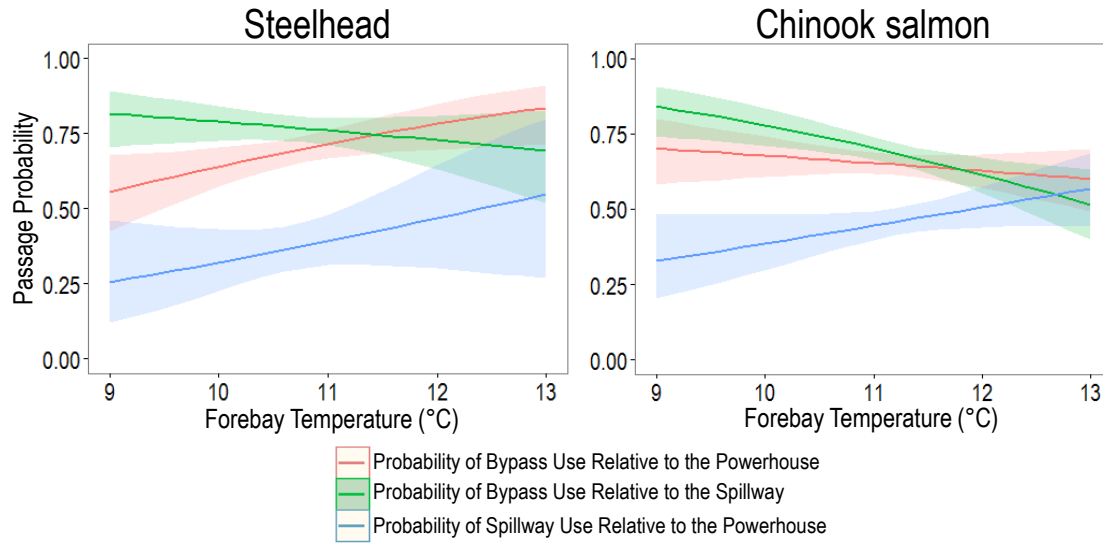 Steelhead
Chinook salmon
Passage Probability
1.00
0.75
0.50
0.25
0.00
9 10 11 12 13
Forebay Temperature (°C)
1.00
0.75
0.50
0.25
0.00
9 10 11 12 13
Forebay Temperature (°C)
Probability of Bypass Use Relative to the Powerhouse
Probability of Bypass Use Relative to the Spillway
Probability of Spillway Use Relative to the Powerhouse